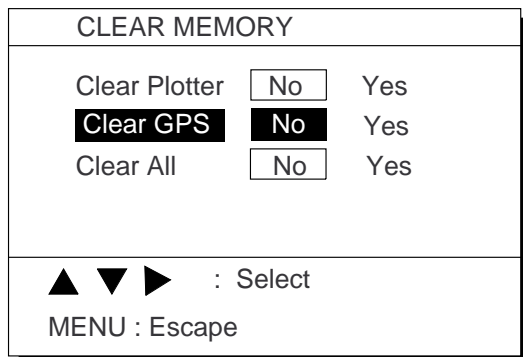 CLEAR MEMORY
Clear Plotter No Yes
Clear GPS No Yes
Clear All No Yes
▲ ▼ ▶ : Select
MENU : Escape